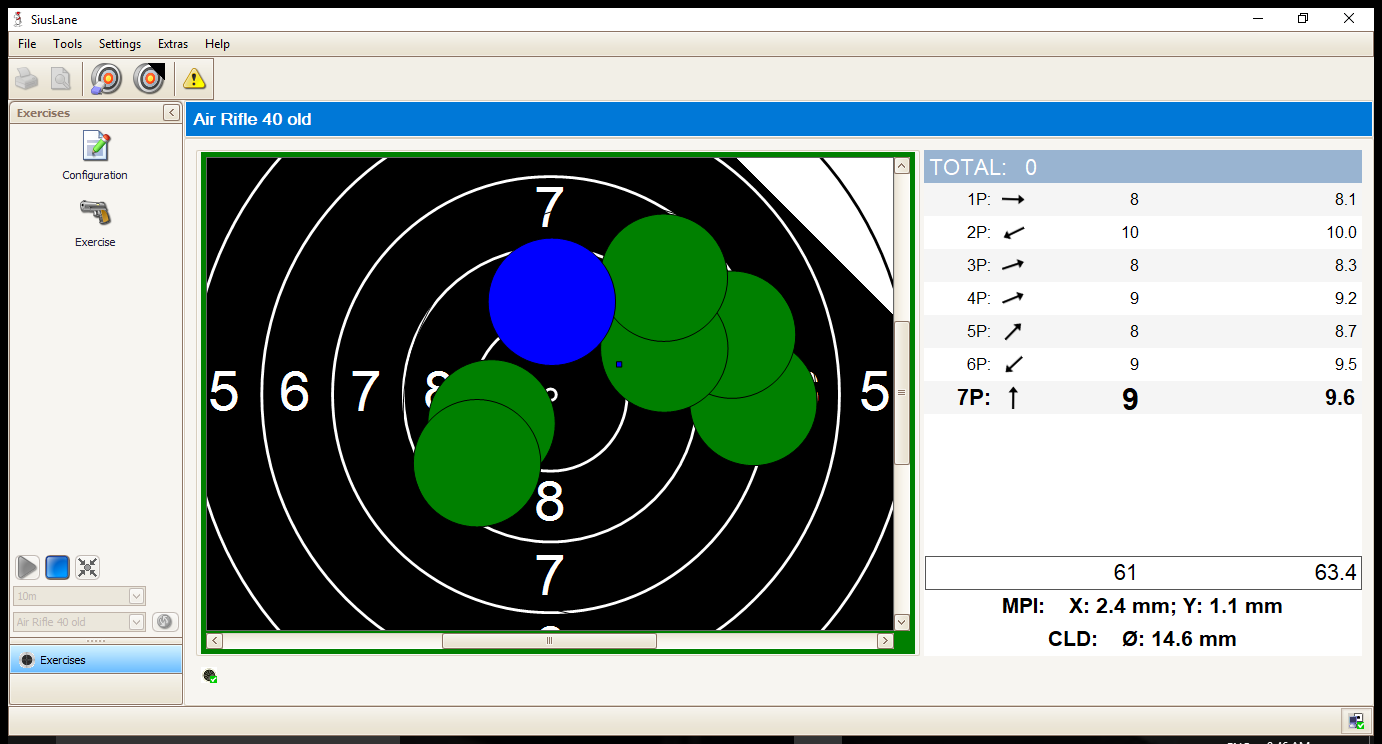 SiusLane
File Tools Settings Extras Help
Exercises
Configuration
Exercise
10m
Air Rifle 40 old
Exercises
Air Rifle 40 old
7
5 6 7 8 5
8
7
TOTAL: 0
1P: 8 8.1
2P: 10 10.0
3P: 8 8.3
4P: 9 9.2
5P: 8 8.7
6P: 9 9.5
7P: 9 9.6
61 63.4
MPI: X: 2.4 mm; Y: 1.1 mm
CLD: Ø: 14.6 mm